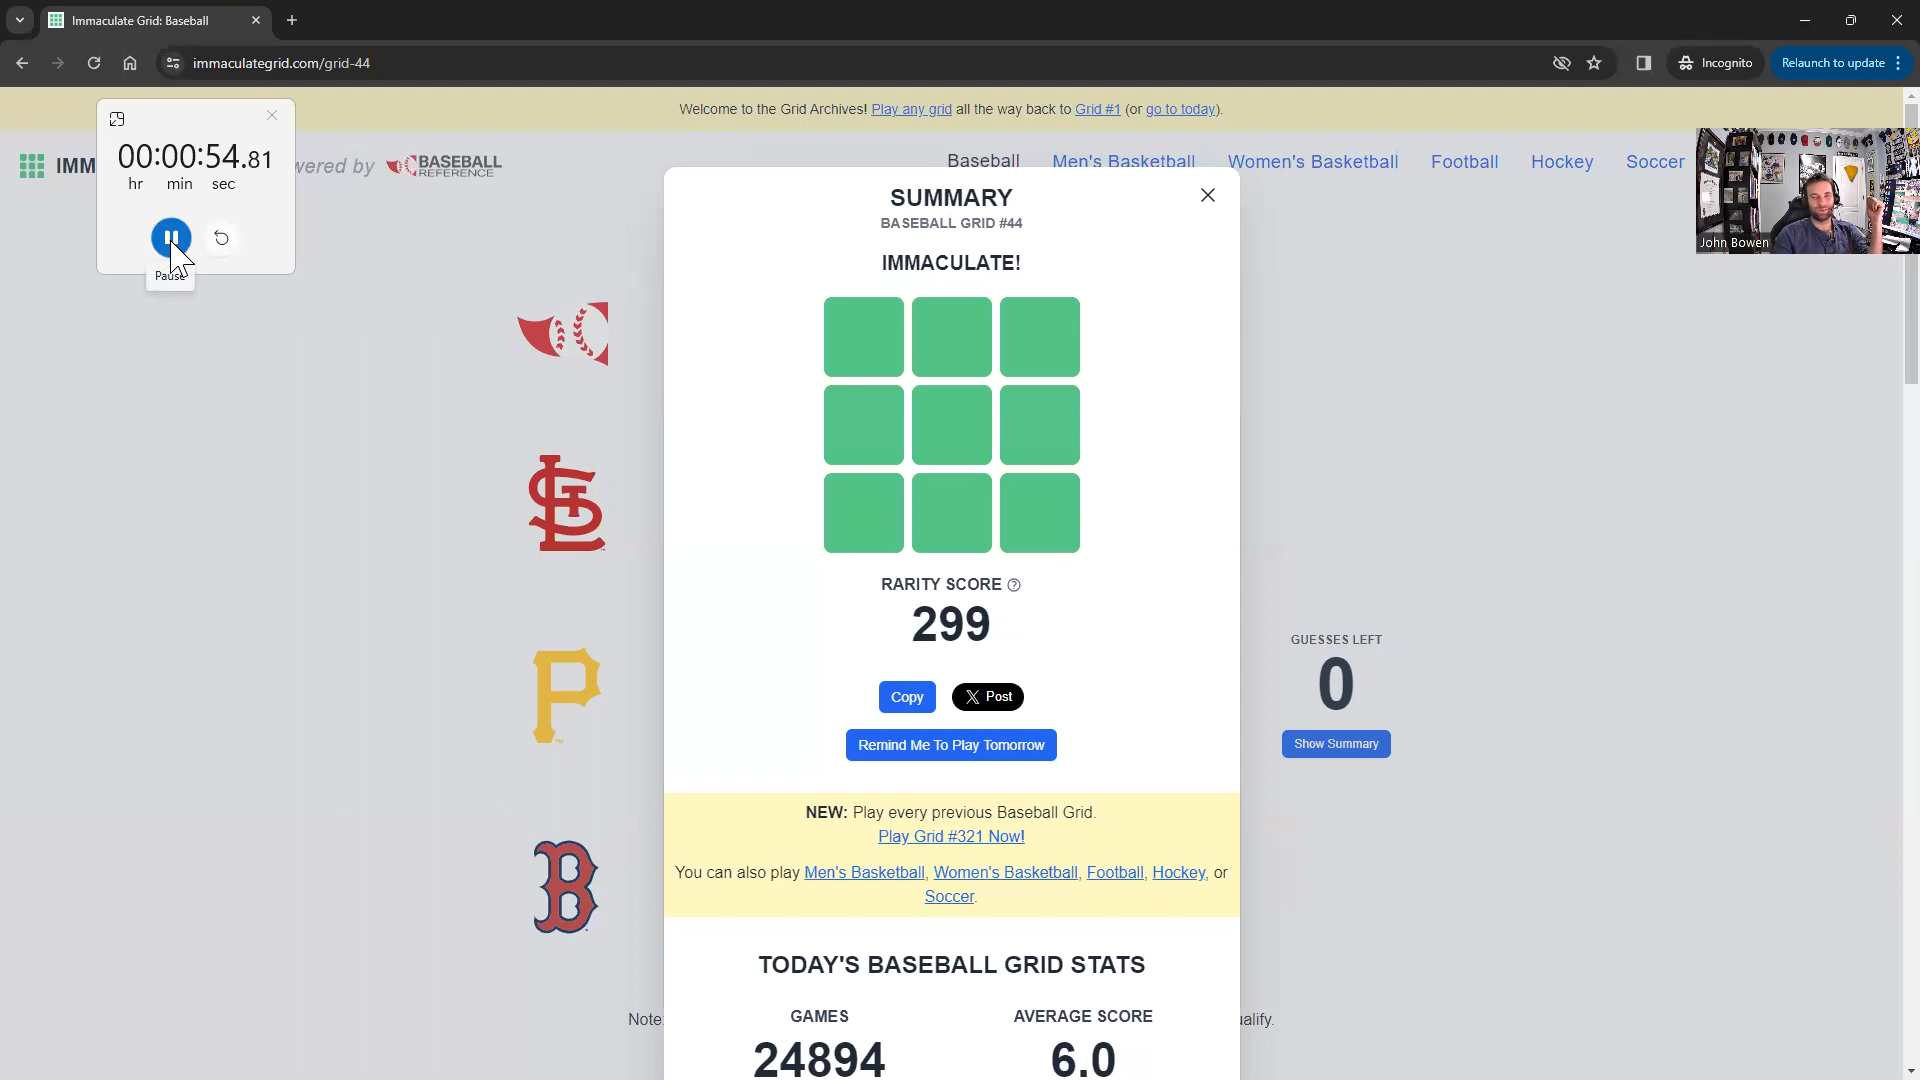 Immaculate Grid: Baseball
immaculategrid.com/grid-44
Incognito
Relaunch to update
Welcome to the Grid Archives! Play any grid all the way back to Grid #1 (or go to today).
00:00:54.81
hr min sec
Pause
IMM
wered by
BASEBALL
REFERENCE
Baseball Men's Basketball Women's Basketball Football Hockey Soccer
John Bowen
SUMMARY
BASEBALL GRID #44
IMMACULATE!
RARITY SCORE
299
Copy
Post
Remind Me To Play Tomorrow
NEW: Play every previous Baseball Grid.
Play Grid #321 Now!
You can also play Men's Basketball, Women's Basketball, Football, Hockey, or
Soccer.
TODAY'S BASEBALL GRID STATS
GAMES AVERAGE SCORE
24894 6.0
StL
P
B
GUESSES LEFT
0
Show Summary
Note:
ualify.